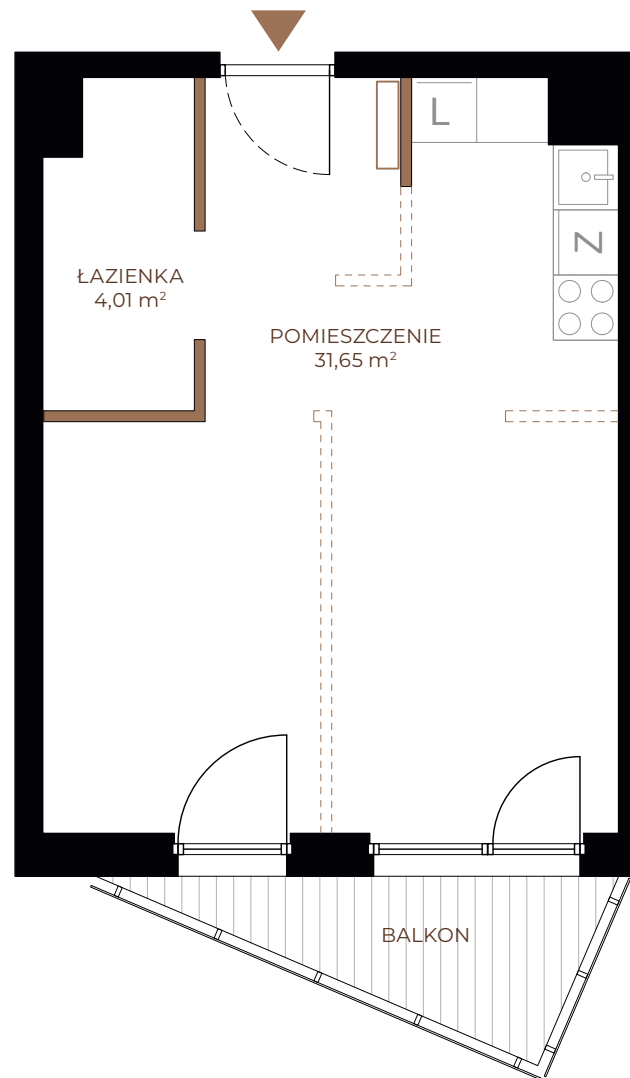 L
Z
ŁAZIENKA
4,01 m²
POMIESZCZENIE
31,65 m²
BALKON